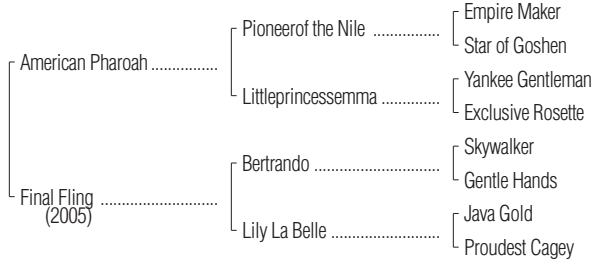 Empire Maker
Pioneerof the Nile ................
Star of Goshen
American Pharoah ................
Yankee Gentleman
Littleprincessemma ..............
Exclusive Rosette
Skywalker
Bertrando ..............................
Gentle Hands
Final Fling ............................
(2005)
Java Gold
Lily La Belle ..........................
Proudest Cagey